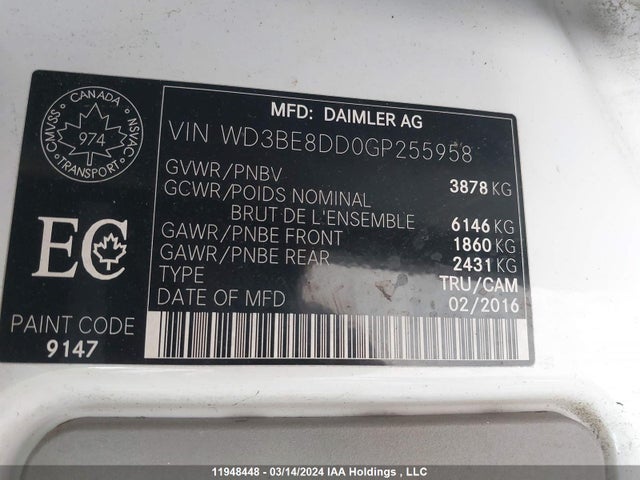 CANADA
CMVSS
NSVAC
974
TRANSPORT
MFD: DAIMLER AG
VIN WD3BE8DD0GP255958
GVWR/PNBV 3878 KG
GCWR/POIDS NOMINAL
BRUT DE L'ENSEMBLE 6146 KG
GAWR/PNBE FRONT 1860 KG
GAWR/PNBE REAR 2431 KG
TYPE TRU/CAM
DATE OF MFD 02/2016
EC
PAINT CODE
9147
11948448 - 03/14/2024 IAA Holdings , LLC